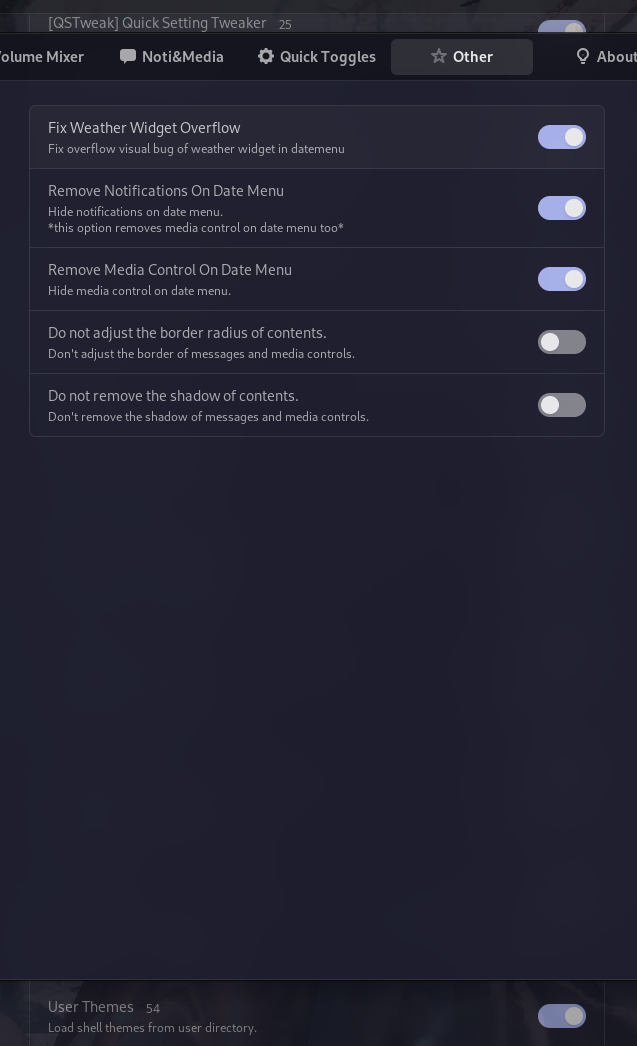 [QSTweak] Quick Setting Tweaker 25
Volume Mixer Noti&Media Quick Toggles Other About
Fix Weather Widget Overflow
Fix overflow visual bug of weather widget in datemenu
Remove Notifications On Date Menu
Hide notifications on date menu.
*this option removes media control on date menu too*
Remove Media Control On Date Menu
Hide media control on date menu.
Do not adjust the border radius of contents.
Don't adjust the border of messages and media controls.
Do not remove the shadow of contents.
Don't remove the shadow of messages and media controls.
User Themes 54
Load shell themes from user directory.